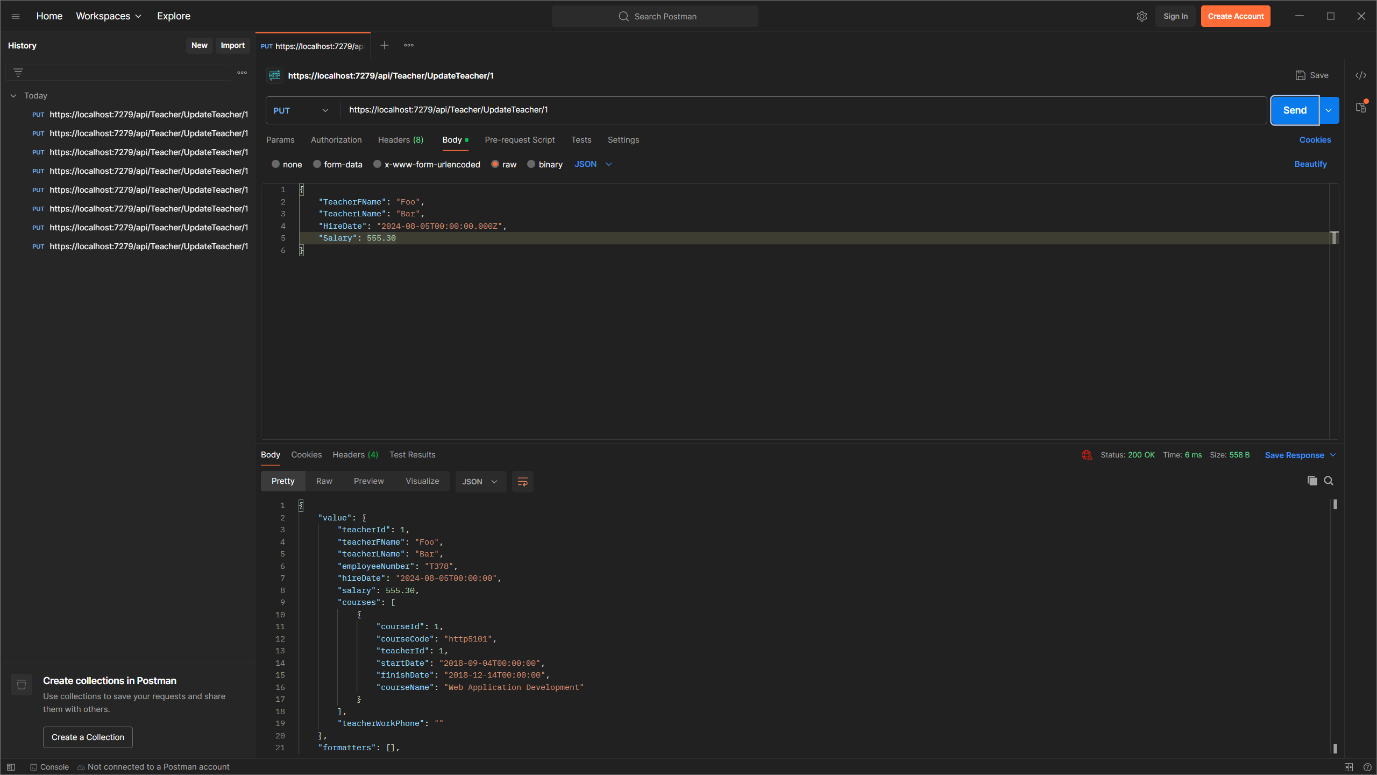 Home Workspaces Explore Search Postman Sign In Create Account
History New Import PUT https://localhost:7279/ap
https://localhost:7279/api/Teacher/UpdateTeacher/1 Save
Today
PUT https://localhost:7279/api/Teacher/UpdateTeacher/1
PUT https://localhost:7279/api/Teacher/UpdateTeacher/1
PUT https://localhost:7279/api/Teacher/UpdateTeacher/1
PUT https://localhost:7279/api/Teacher/UpdateTeacher/1
PUT https://localhost:7279/api/Teacher/UpdateTeacher/1
PUT https://localhost:7279/api/Teacher/UpdateTeacher/1
PUT https://localhost:7279/api/Teacher/UpdateTeacher/1
PUT https://localhost:7279/api/Teacher/UpdateTeacher/1
PUT https://localhost:7279/api/Teacher/UpdateTeacher/1 Send
Params Authorization Headers (8) Body Pre-request Script Tests Settings Cookies
none form-data x-www-form-urlencoded raw binary JSON Beautify
1 {
2 "TeacherFName": "Foo",
3 "TeacherLName": "Bar",
4 "HireDate": "2024-08-05T00:00:00.000Z",
5 "Salary": 555.30
6 }
Body Cookies Headers (4) Test Results Status: 200 OK Time: 6 ms Size: 558 B Save Response
Pretty Raw Preview Visualize JSON
1 {
2 "value": {
3 "teacherId": 1,
4 "teacherFName": "Foo",
5 "teacherLName": "Bar",
6 "employeeNumber": "T378",
7 "hireDate": "2024-08-05T00:00:00",
8 "salary": 555.30,
9 "courses": [
10 {
11 "courseId": 1,
12 "courseCode": "http5101",
13 "teacherId": 1,
14 "startDate": "2018-09-04T00:00:00",
15 "finishDate": "2018-12-14T00:00:00",
16 "courseName": "Web Application Development"
17 }
18 ],
19 "teacherWorkPhone": ""
20 },
21 "formatters": [],
Create collections in Postman
Use collections to save your requests and share
them with others.
Create a Collection
Console Not connected to a Postman account